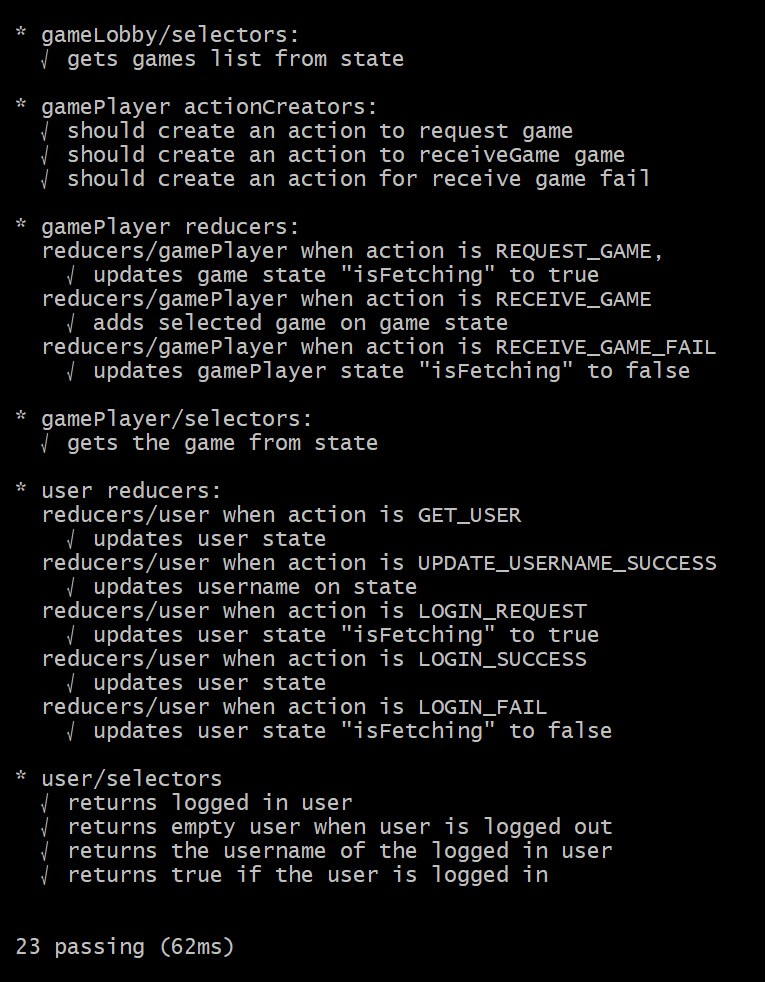 * gameLobby/selectors:
√ gets games list from state
* gamePlayer actionCreators:
√ should create an action to request game
√ should create an action to receiveGame game
√ should create an action for receive game fail
* gamePlayer reducers:
reducers/gamePlayer when action is REQUEST_GAME,
√ updates game state "isFetching" to true
reducers/gamePlayer when action is RECEIVE_GAME
√ adds selected game on game state
reducers/gamePlayer when action is RECEIVE_GAME_FAIL
√ updates gamePlayer state "isFetching" to false
* gamePlayer/selectors:
√ gets the game from state
* user reducers:
reducers/user when action is GET_USER
√ updates user state
reducers/user when action is UPDATE_USERNAME_SUCCESS
√ updates username on state
reducers/user when action is LOGIN_REQUEST
√ updates user state "isFetching" to true
reducers/user when action is LOGIN_SUCCESS
√ updates user state
reducers/user when action is LOGIN_FAIL
√ updates user state "isFetching" to false
* user/selectors
√ returns logged in user
√ returns empty user when user is logged out
√ returns the username of the logged in user
√ returns true if the user is logged in
23 passing (62ms)